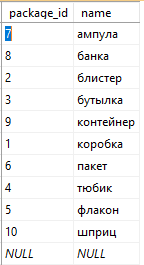 package_id name
7 ампула
8 банка
2 блистер
3 бутылка
9 контейнер
1 коробка
6 пакет
4 тюбик
5 флакон
10 шприц
NULL NULL